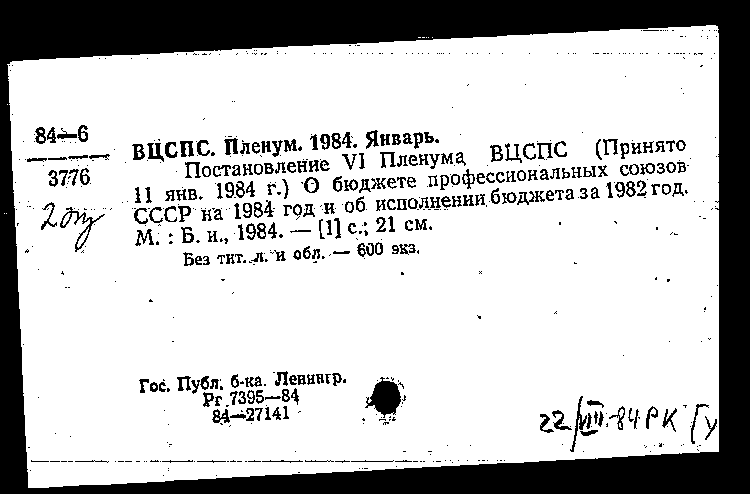 84—6
3776
ВЦСПС. Пленум. 1984. Январь.
Постановление VI Пленума ВЦСПС (Принято
11 янв. 1984 г.) О бюджете профессиональных союзов
СССР на 1984 год и об исполнении бюджета за 1982 год.
М. : Б. и., 1984. — [1] с.; 21 см.
Без тит. л. и обл. — 600 экз.
Гос. Публ. б-ка. Ленингр.
Рг 7395—84
84—27141
22/VIII-84 РК